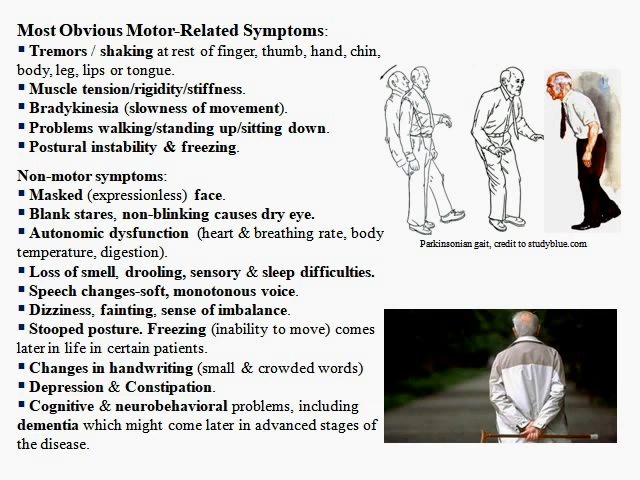 Most Obvious Motor-Related Symptoms:
▪ Tremors / shaking at rest of finger, thumb, hand, chin,
body, leg, lips or tongue.
▪ Muscle tension/rigidity/stiffness.
▪ Bradykinesia (slowness of movement).
▪ Problems walking/standing up/sitting down.
▪ Postural instability & freezing.
Non-motor symptoms:
▪ Masked (expressionless) face.
▪ Blank stares, non-blinking causes dry eye.
▪ Autonomic dysfunction (heart & breathing rate, body
temperature, digestion).
▪ Loss of smell, drooling, sensory & sleep difficulties.
▪ Speech changes-soft, monotonous voice.
▪ Dizziness, fainting, sense of imbalance.
▪ Stooped posture. Freezing (inability to move) comes
later in life in certain patients.
▪ Changes in handwriting (small & crowded words)
▪ Depression & Constipation.
▪ Cognitive & neurobehavioral problems, including
dementia which might come later in advanced stages of
the disease.
Parkinsonian gait, credit to studyblue.com